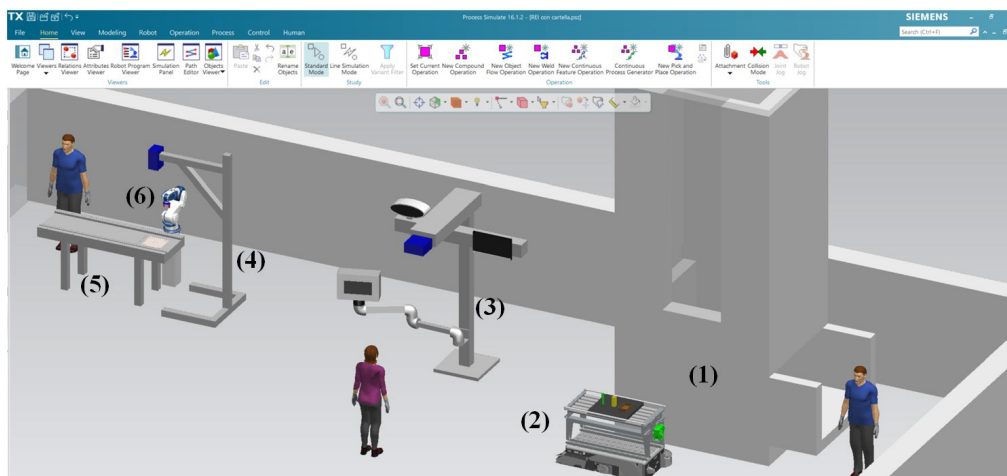 TX Process Simulate 16.1.2 - [REI son cartella.psz] SIEMENS
File Home View Modeling Robot Operation Process Control Human Search (Ctrl+F)
Welcome Page Viewers Relations Viewer Attributes Viewer Robot Program Viewer Simulation Panel Path Editor Objects Viewer Paste Rename Objects Standard Mode Line Simulation Mode Apply Variant Filter Set Current Operation New Compound Operation New Object Flow Operation New Weld Operation New Continuous Feature Operation Continuous Process Generator New Pick and Place Operation Attachment Collision Mode Joint Jog Robot Jog
Viewers Edit Study Operation Tools
(6)
(4)
(5)
(3)
(1)
(2)